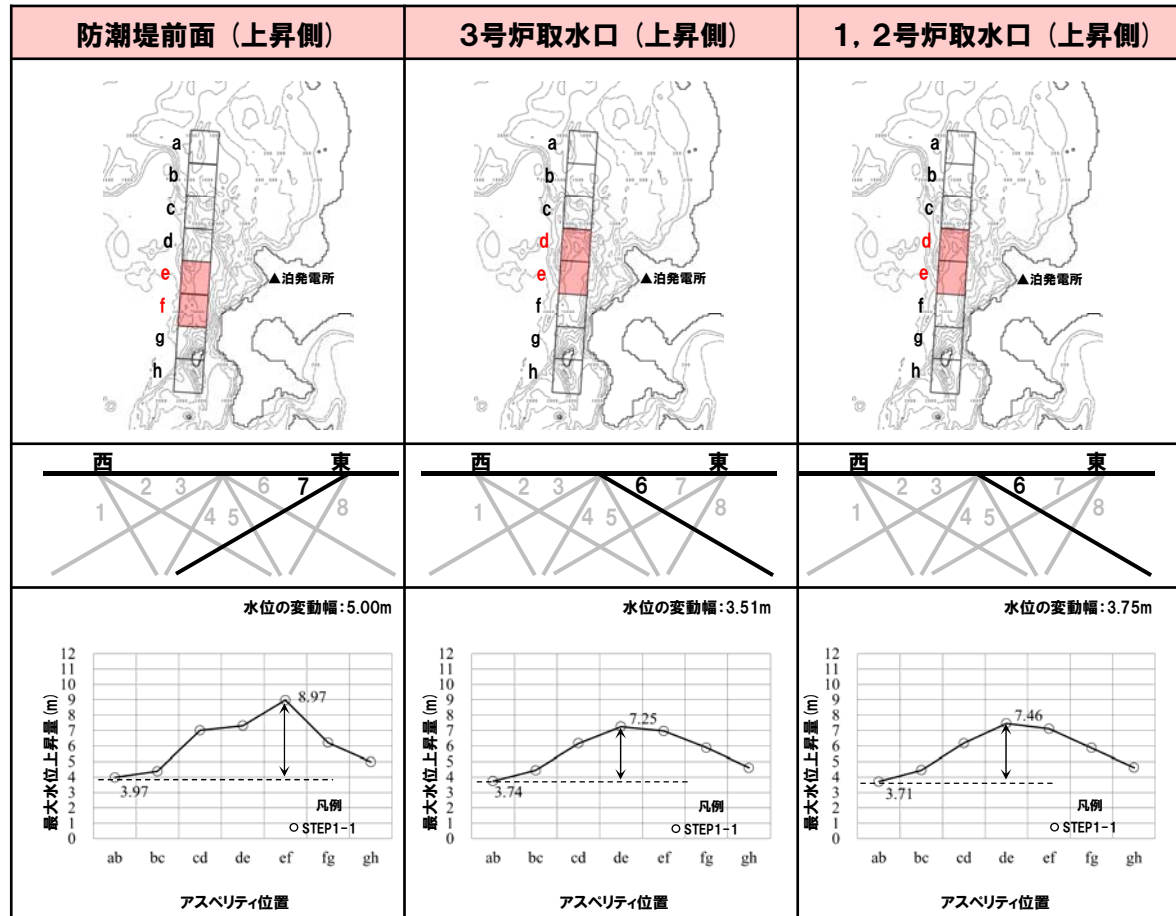 防潮堤前面（上昇側）
3号炉取水口（上昇側）
1，2号炉取水口（上昇側）
a
b
c
d
e
f
g
h
▲泊発電所
a
b
c
d
e
f
g
h
▲泊発電所
a
b
c
d
e
f
g
h
▲泊発電所
西 東
1 2 3 4 5 6 7 8
西 東
1 2 3 4 5 6 7 8
西 東
1 2 3 4 5 6 7 8
水位の変動幅:5.00m
最大水位上昇量(m)
12
11
10
9
8
7
6
5
4
3
2
1
0
8.97
3.97
凡例
○ STEP1-1
ab bc cd de ef fg gh
アスペリティ位置
水位の変動幅:3.51m
最大水位上昇量(m)
12
11
10
9
8
7
6
5
4
3
2
1
0
7.25
3.74
凡例
○ STEP1-1
ab bc cd de ef fg gh
アスペリティ位置
水位の変動幅:3.75m
最大水位上昇量(m)
12
11
10
9
8
7
6
5
4
3
2
1
0
7.46
3.71
凡例
○ STEP1-1
ab bc cd de ef fg gh
アスペリティ位置